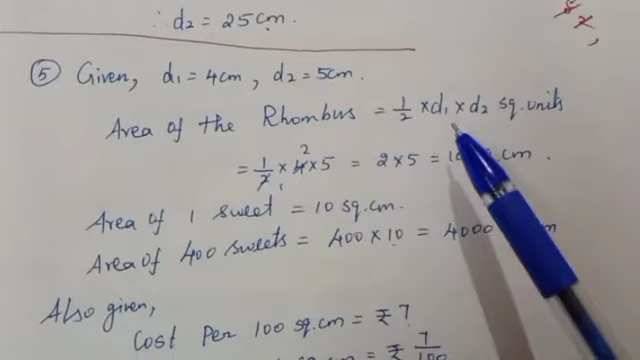 ∴ d₂ = 25cm.
⑤ Given, d₁ = 4cm, d₂ = 5cm.
Area of the Rhombus = 1/2 × d₁ × d₂ sq.units
= 1/2 × 4 × 5 = 2 × 5 = 10 cm.
Area of 1 sweet = 10 sq.cm.
Area of 400 sweets = 400 × 10 = 4000
Also given,
Cost Per 100 sq.cm = ₹ 7
= ₹ 7/100